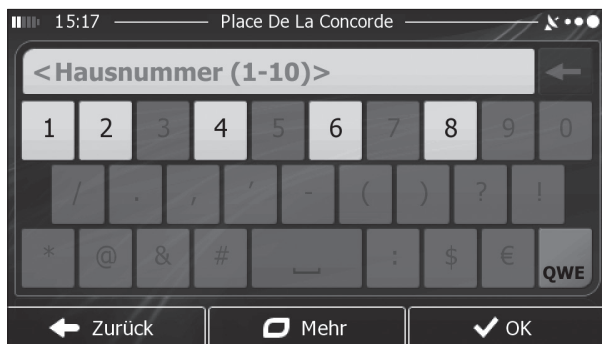 15:17 Place De La Concorde
<Hausnummer (1-10)>
1 2 3 4 5 6 7 8 9 0
/ . , ' - ( ) ? !
* @ & # : $ € QWE
Zurück Mehr OK